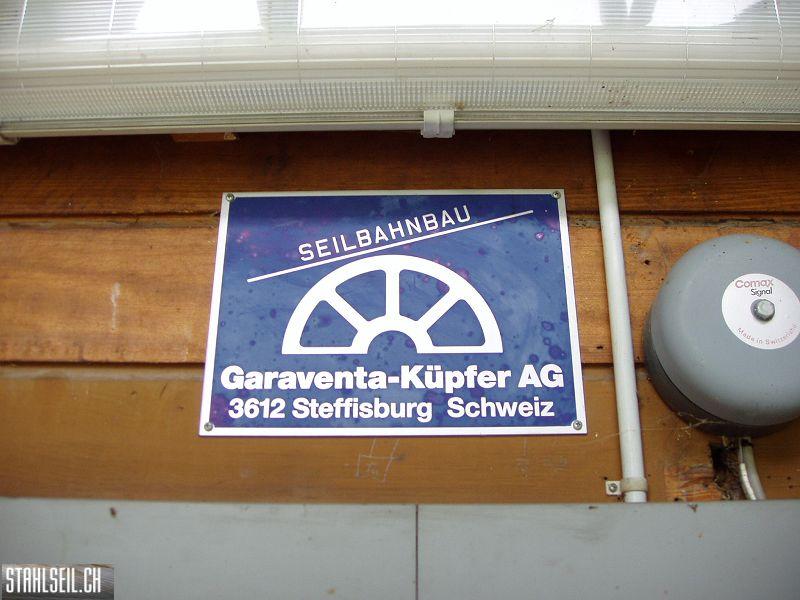 SEILBAHNBAU
Garaventa-Küpfer AG
3612 Steffisburg Schweiz
Comax
Signal
Made in Switzerland
STAHLSEIL.CH